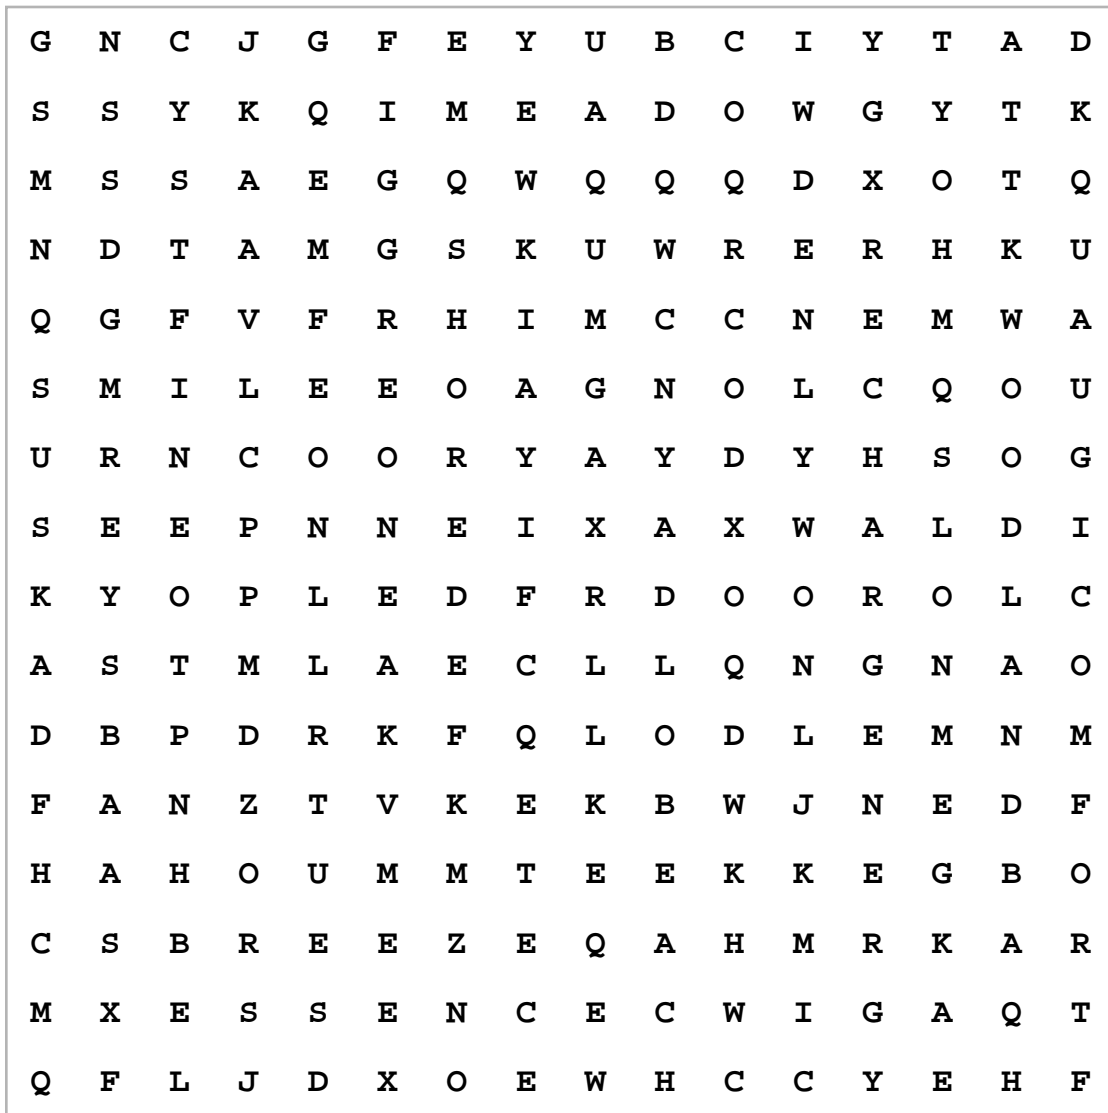 G N C J G F E Y U B C I Y T A D
S S Y K Q I M E A D O W G Y T K
M S S A E G Q W Q Q Q D X O T Q
N D T A M G S K U W R E R H K U
Q G F V F R H I M C C N E M W A
S M I L E E O A G N O L C Q O U
U R N C O O R Y A Y D Y H S O G
S E E P N N E I X A X W A L D I
K Y O P L E D F R D O O R O L C
A S T M L A E C L L Q N G N A O
D B P D R K F Q L O D L E M N M
F A N Z T V K E K B W J N E D F
H A H O U M M T E E K K E G B O
C S B R E E Z E Q A H M R K A R
M X E S S E N C E C W I G A Q T
Q F L J D X O E W H C C Y E H F